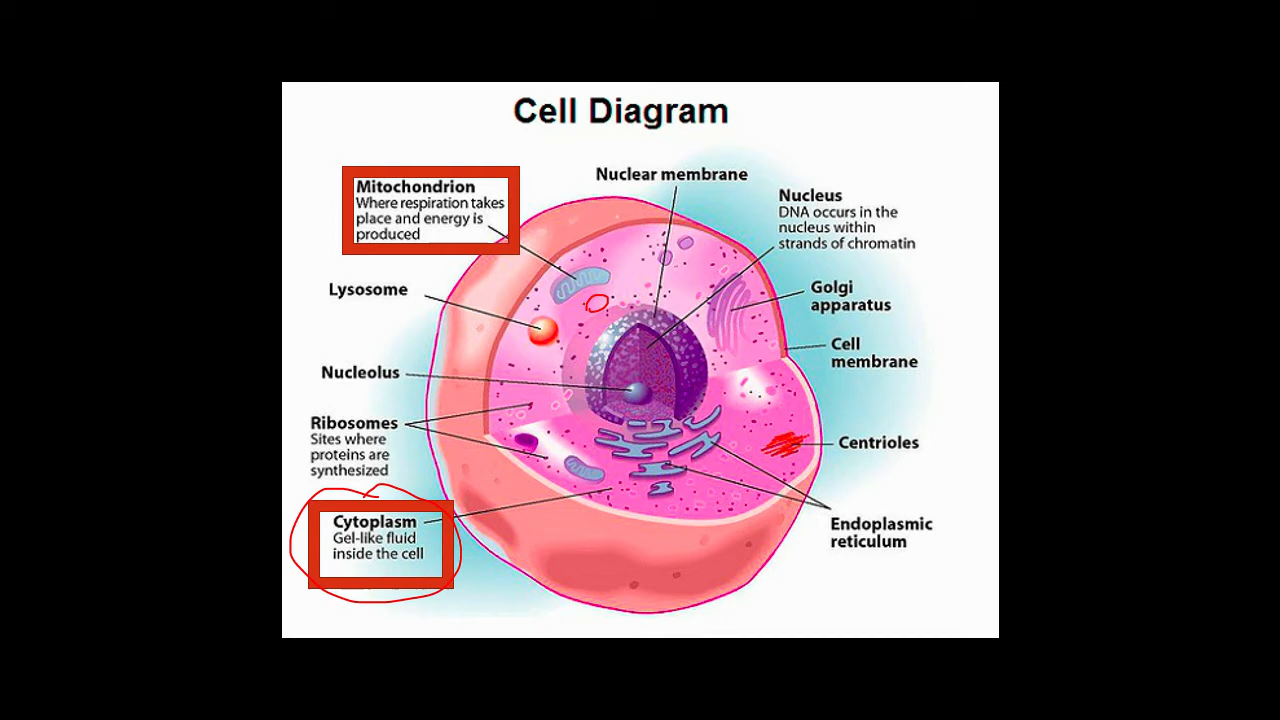 Cell Diagram
Mitochondrion
Where respiration takes
place and energy is
produced
Nuclear membrane
Nucleus
DNA occurs in the
nucleus within
strands of chromatin
Lysosome
Golgi
apparatus
Cell
membrane
Nucleolus
Ribosomes
Sites where
proteins are
synthesized
Centrioles
Cytoplasm
Gel-like fluid
inside the cell
Endoplasmic
reticulum